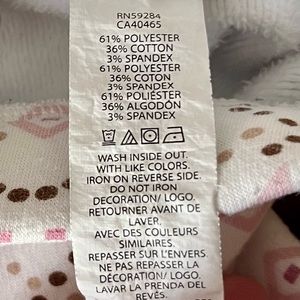 RN59284
CA40465
61% POLYESTER
36% COTTON
3% SPANDEX
61% POLYESTER
36% COTON
3% SPANDEX
61% POLIÉSTER
36% ALGODÓN
3% SPANDEX
WASH INSIDE OUT.
WITH LIKE COLORS.
IRON ON REVERSE SIDE.
DO NOT IRON
DECORATION/ LOGO.
RETOURNER AVANT DE
LAVER.
AVEC DES COULEURS
SIMILAIRES.
REPASSER SUR L'ENVERS.
NE PAS REPASSER LA
DÉCORATION/ LOGO.
LAVAR LA PRENDA DEL
REVÉS.